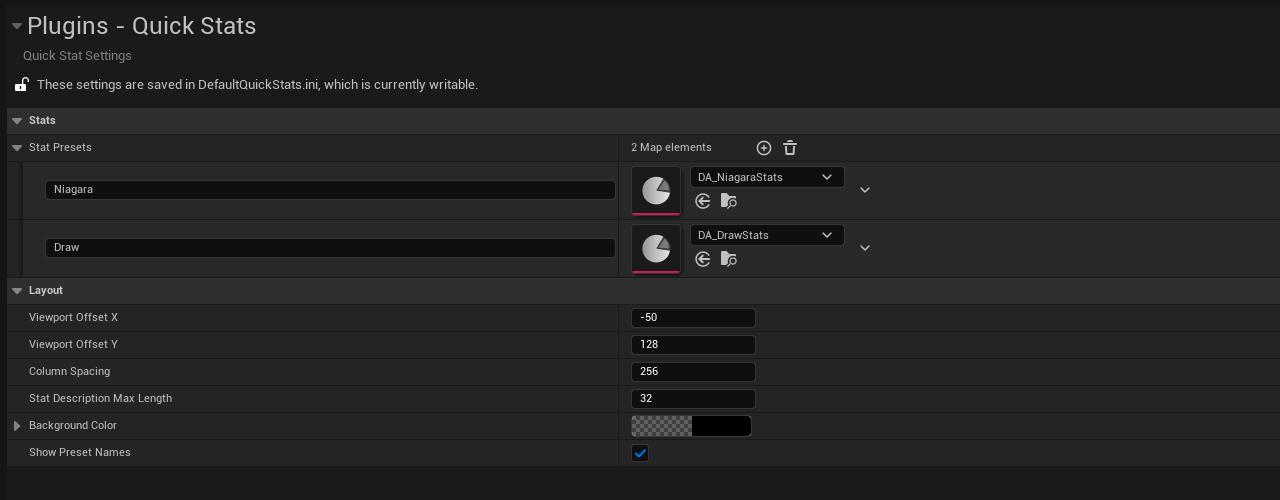 Plugins - Quick Stats
Quick Stat Settings
These settings are saved in DefaultQuickStats.ini, which is currently writable.
Stats
Stat Presets
2 Map elements
Niagara
DA_NiagaraStats
Draw
DA_DrawStats
Layout
Viewport Offset X
-50
Viewport Offset Y
128
Column Spacing
256
Stat Description Max Length
32
Background Color
Show Preset Names